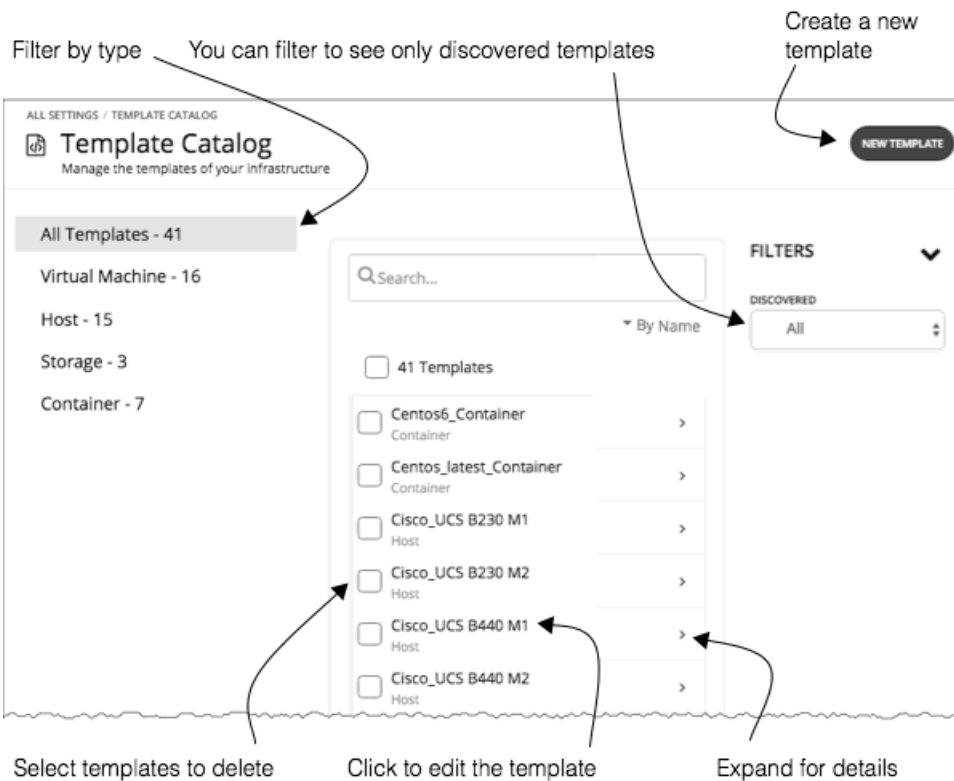 Create a new
template
Filter by type
You can filter to see only discovered templates
ALL SETTINGS / TEMPLATE CATALOG
Template Catalog
Manage the templates of your infrastructure
NEW TEMPLATE
All Templates - 41
Virtual Machine - 16
Host - 15
Storage - 3
Container - 7
Search...
By Name
41 Templates
Centos6_Container
Container
Centos_latest_Container
Container
Cisco_UCS B230 M1
Host
Cisco_UCS B230 M2
Host
Cisco_UCS B440 M1
Host
Cisco_UCS B440 M2
Host
FILTERS
DISCOVERED
All
Select templates to delete
Click to edit the template
Expand for details